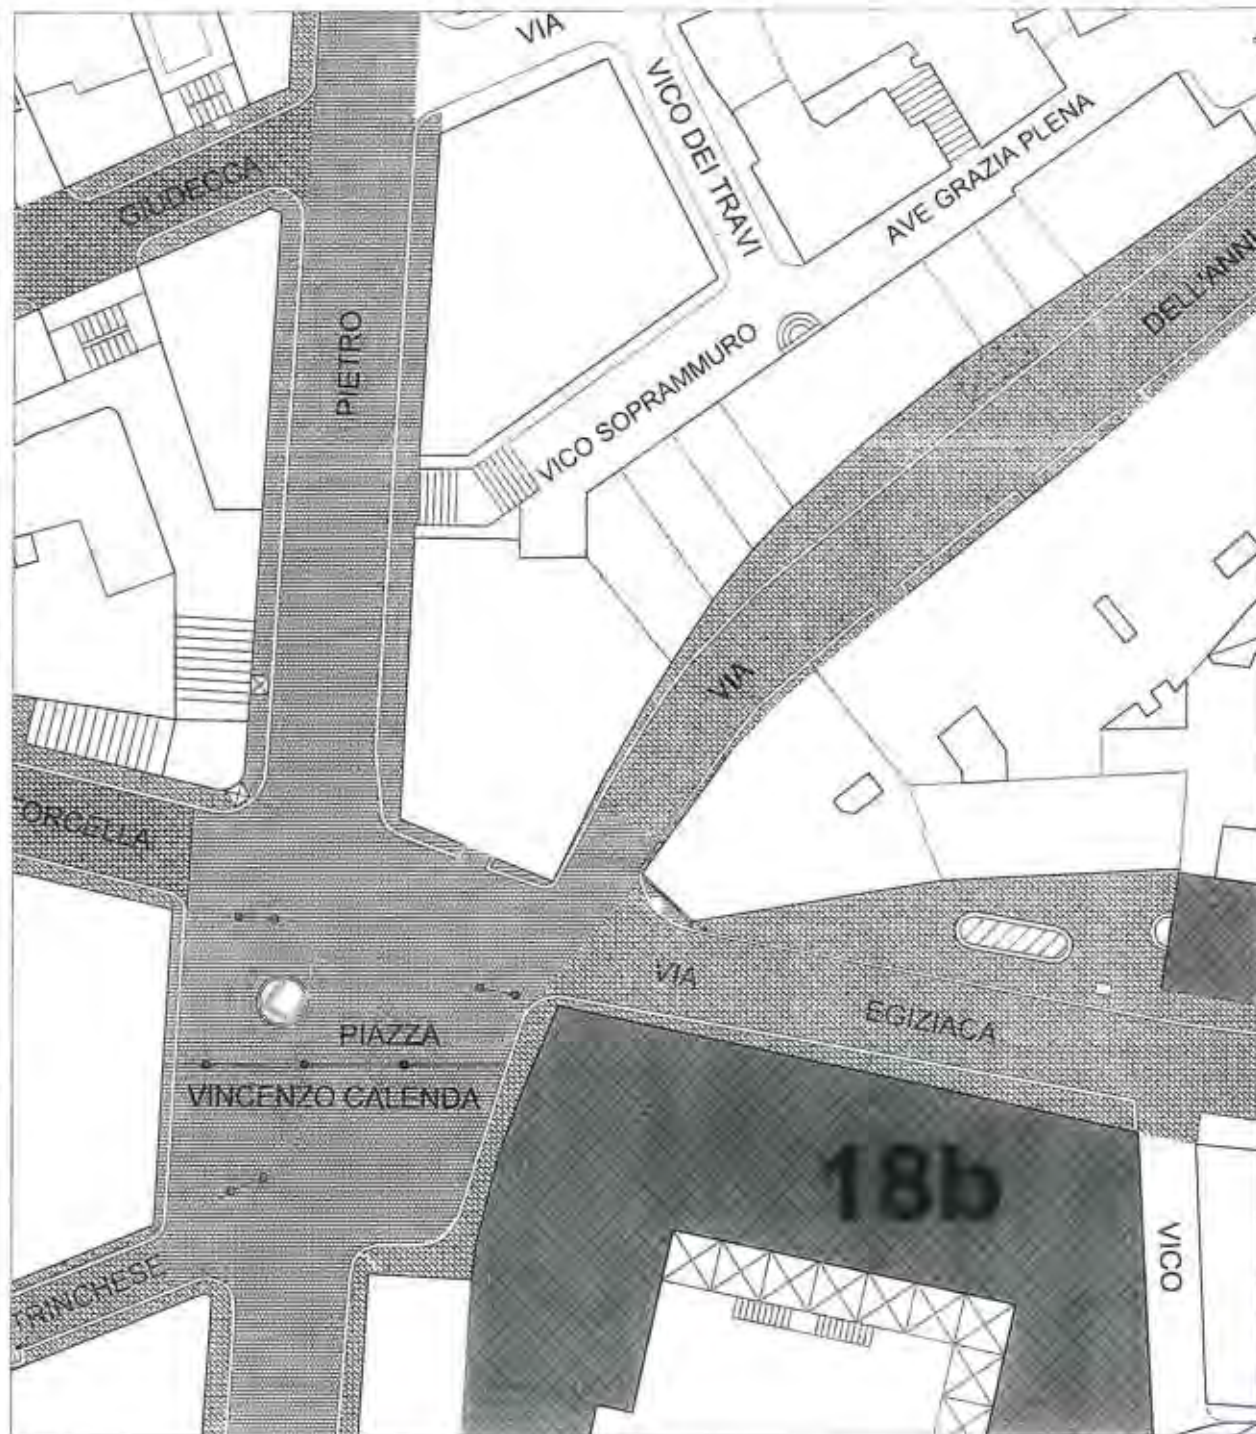 VIA
VICO DEI TRAVI
AVE GRAZIA PLENA
GIUDECCA
DELL'ANN
PIETRO
VICO SOPRAMMURO
VIA
FORCELLA
VIA
EGIZIACA
PIAZZA
VINCENZO CALENDA
18b
VICO
TRINCHESE